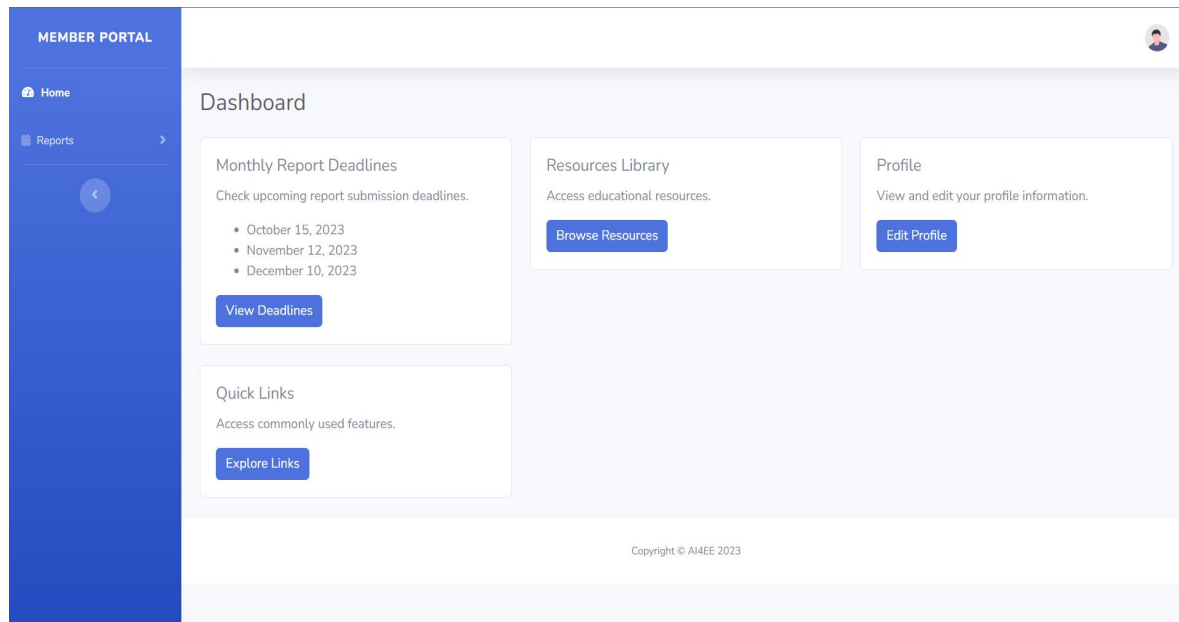 MEMBER PORTAL
Home
Reports
Dashboard
Monthly Report Deadlines
Check upcoming report submission deadlines.
October 15, 2023
November 12, 2023
December 10, 2023
View Deadlines
Resources Library
Access educational resources.
Browse Resources
Profile
View and edit your profile information.
Edit Profile
Quick Links
Access commonly used features.
Explore Links
Copyright © AI4EE 2023